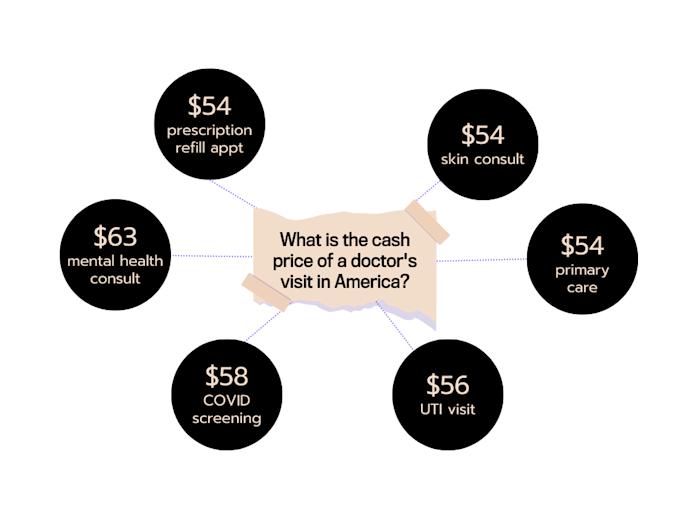 $54
prescription
refill appt
$54
skin consult
$63
mental health
consult
What is the cash
price of a doctor's
visit in America?
$54
primary
care
$58
COVID
screening
$56
UTI visit